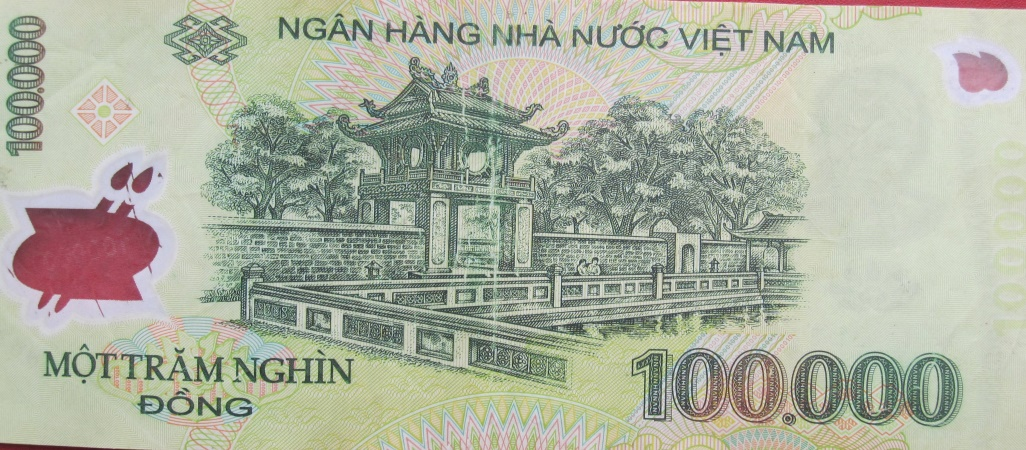 NGÂN HÀNG NHÀ NƯỚC VIỆT NAM
100.000
MỘT TRĂM NGHÌN
ĐỒNG
100.000